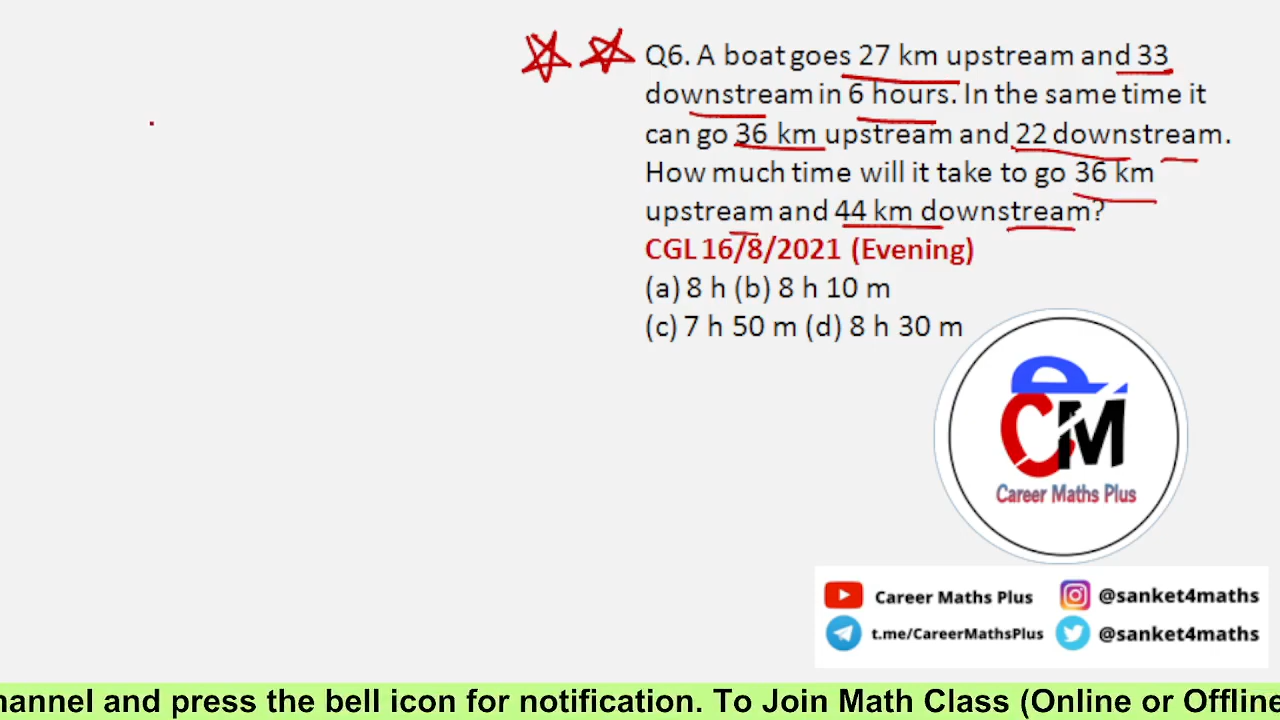 Q6. A boat goes 27 km upstream and 33
downstream in 6 hours. In the same time it
can go 36 km upstream and 22 downstream.
How much time will it take to go 36 km
upstream and 44 km downstream?
CGL 16/8/2021 (Evening)
(a) 8 h (b) 8 h 10 m
(c) 7 h 50 m (d) 8 h 30 m
CM
Career Maths Plus
Career Maths Plus @sanket4maths
t.me/CareerMathsPlus @sanket4maths
hannel and press the bell icon for notification. To Join Math Class (Online or Offline